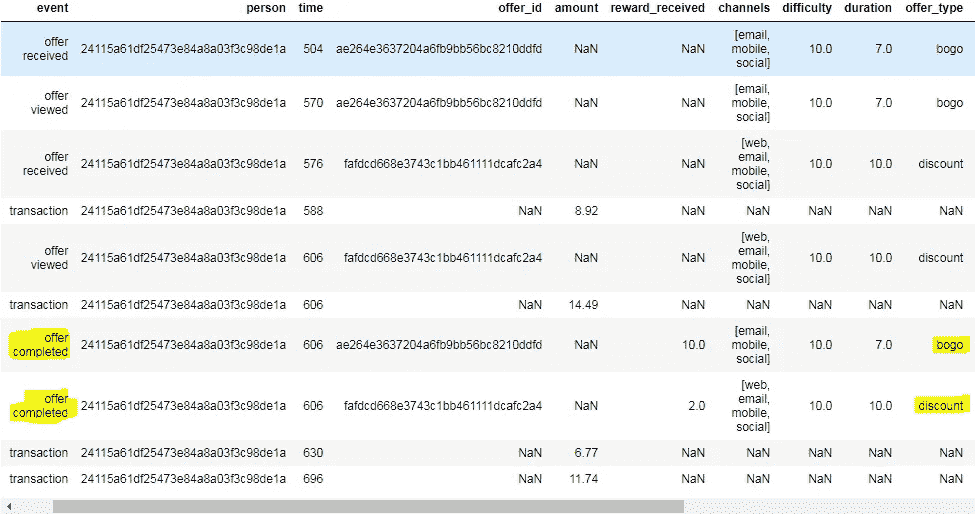 event person time offer_id amount reward_received channels difficulty duration offer_type
offer received 24115a61df25473e84a8a03f3c98de1a 504 ae264e3637204a6fb9bb56bc8210ddfd NaN NaN [email, mobile, social] 10.0 7.0 bogo
offer viewed 24115a61df25473e84a8a03f3c98de1a 570 ae264e3637204a6fb9bb56bc8210ddfd NaN NaN [email, mobile, social] 10.0 7.0 bogo
offer received 24115a61df25473e84a8a03f3c98de1a 576 fafdcd668e3743c1bb461111dcafc2a4 NaN NaN [web, email, mobile, social] 10.0 10.0 discount
transaction 24115a61df25473e84a8a03f3c98de1a 588 NaN 8.92 NaN NaN NaN NaN NaN
offer viewed 24115a61df25473e84a8a03f3c98de1a 606 fafdcd668e3743c1bb461111dcafc2a4 NaN NaN [web, email, mobile, social] 10.0 10.0 discount
transaction 24115a61df25473e84a8a03f3c98de1a 606 NaN 14.49 NaN NaN NaN NaN NaN
offer completed 24115a61df25473e84a8a03f3c98de1a 606 ae264e3637204a6fb9bb56bc8210ddfd NaN 10.0 [email, mobile, social] 10.0 7.0 bogo
offer completed 24115a61df25473e84a8a03f3c98de1a 606 fafdcd668e3743c1bb461111dcafc2a4 NaN 2.0 [web, email, mobile, social] 10.0 10.0 discount
transaction 24115a61df25473e84a8a03f3c98de1a 630 NaN 6.77 NaN NaN NaN NaN NaN
transaction 24115a61df25473e84a8a03f3c98de1a 696 NaN 11.74 NaN NaN NaN NaN NaN